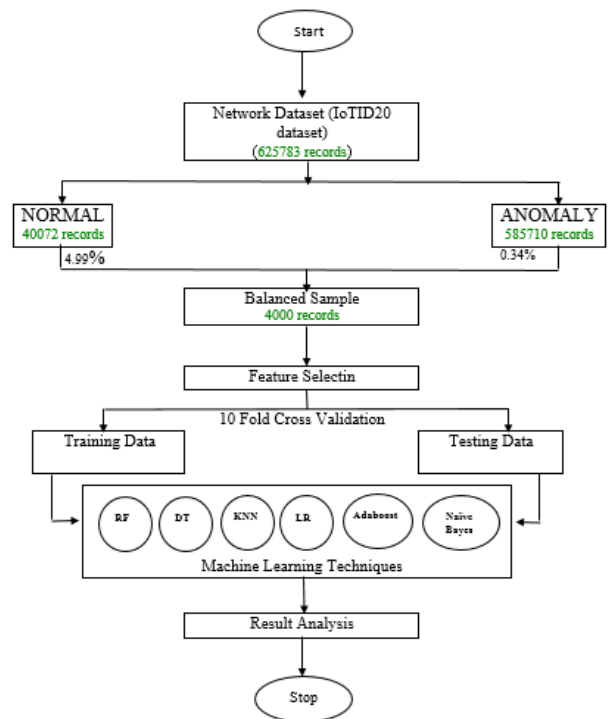 Start
Network Dataset (IoTID20
dataset)
(625783 records)
NORMAL
40072 records
ANOMALY
585710 records
4.99%
0.34%
Balanced Sample
4000 records
Feature Selectin
10 Fold Cross Validation
Training Data
Testing Data
RF
DT
KNN
LR
Adaboost
Naïve
Bayes
Machine Learning Techniques
Result Analysis
Stop